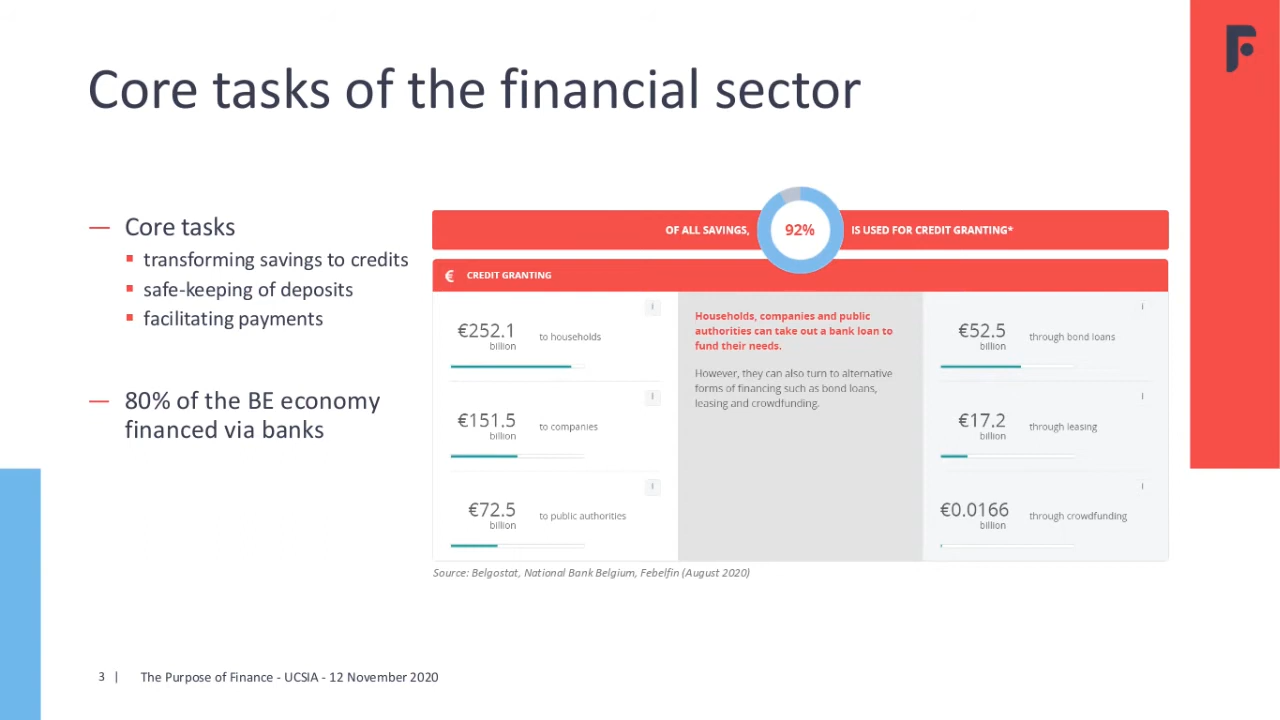 Core tasks of the financial sector
— Core tasks
▪ transforming savings to credits
▪ safe-keeping of deposits
▪ facilitating payments
— 80% of the BE economy
financed via banks
OF ALL SAVINGS, 92% IS USED FOR CREDIT GRANTING*
€ CREDIT GRANTING
i
€252.1 to households
billion
i
€151.5 to companies
billion
i
€72.5 to public authorities
billion
Households, companies and public
authorities can take out a bank loan to
fund their needs.
However, they can also turn to alternative
forms of financing such as bond loans,
leasing and crowdfunding.
i
€52.5 through bond loans
billion
i
€17.2 through leasing
billion
i
€0.0166 through crowdfunding
billion
Source: Belgostat, National Bank Belgium, Febelfin (August 2020)
3 | The Purpose of Finance - UCSIA - 12 November 2020